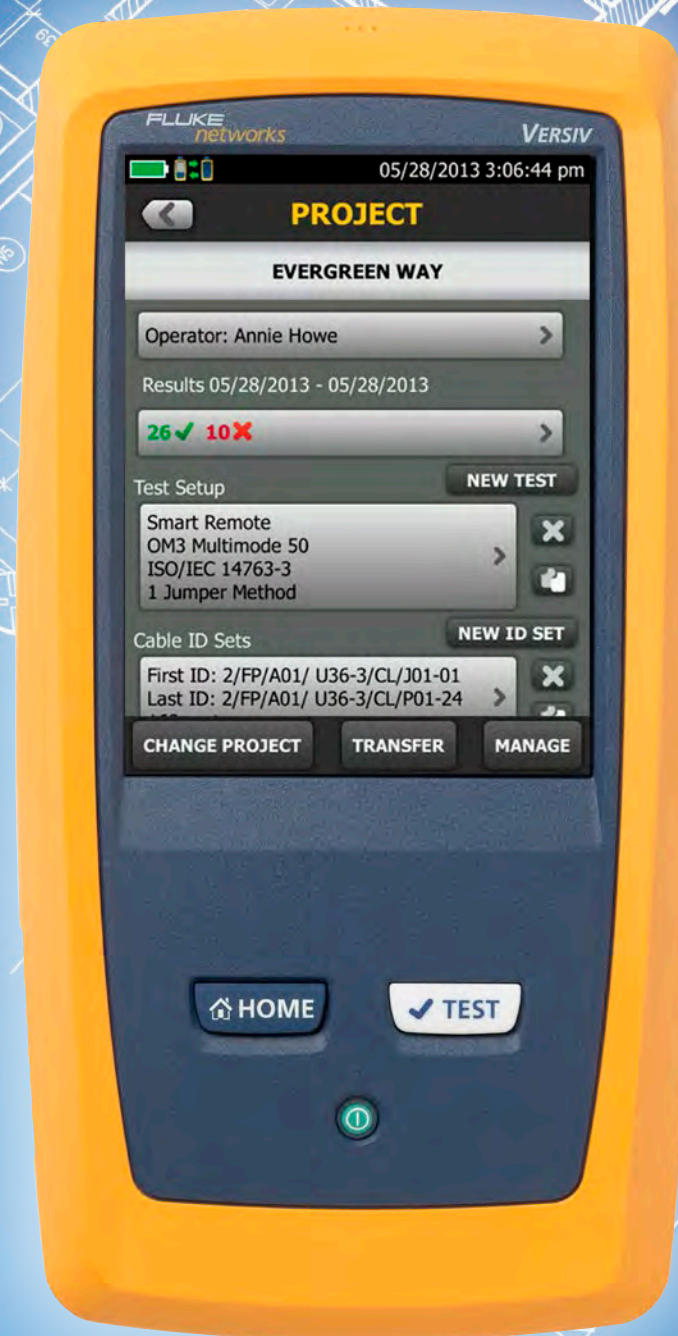 FLUKE
networks
VERSIV
05/28/2013 3:06:44 pm
PROJECT
EVERGREEN WAY
Operator: Annie Howe
Results 05/28/2013 - 05/28/2013
26✔ 10✖
Test Setup
NEW TEST
Smart Remote
OM3 Multimode 50
ISO/IEC 14763-3
1 Jumper Method
Cable ID Sets
NEW ID SET
First ID: 2/FP/A01/ U36-3/CL/J01-01
Last ID: 2/FP/A01/ U36-3/CL/P01-24
CHANGE PROJECT
TRANSFER
MANAGE
HOME
TEST
39